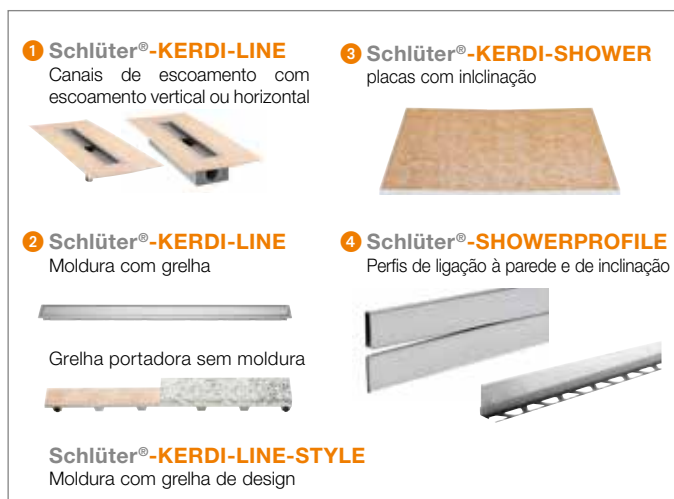 1 Schlüter®-KERDI-LINE
Canais de escoamento com
escoamento vertical ou horizontal
2 Schlüter®-KERDI-LINE
Moldura com grelha
Grelha portadora sem moldura
Schlüter®-KERDI-LINE-STYLE
Moldura com grelha de design
3 Schlüter®-KERDI-SHOWER
placas com inlclinação
4 Schlüter®-SHOWERPROFILE
Perfis de ligação à parede e de inclinação